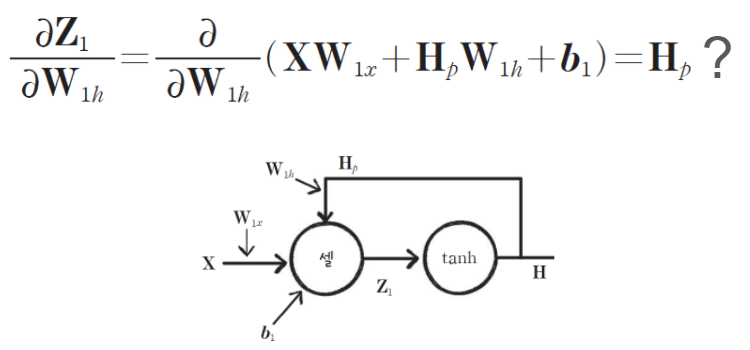 ∂Z₁/∂W₁ₕ = ∂/∂W₁ₕ (XW₁ₓ + HₚW₁ₕ + b₁) = Hₚ ?
W₁ₕ Hₚ
W₁ₓ
X 셀 tanh H
Z₁
b₁